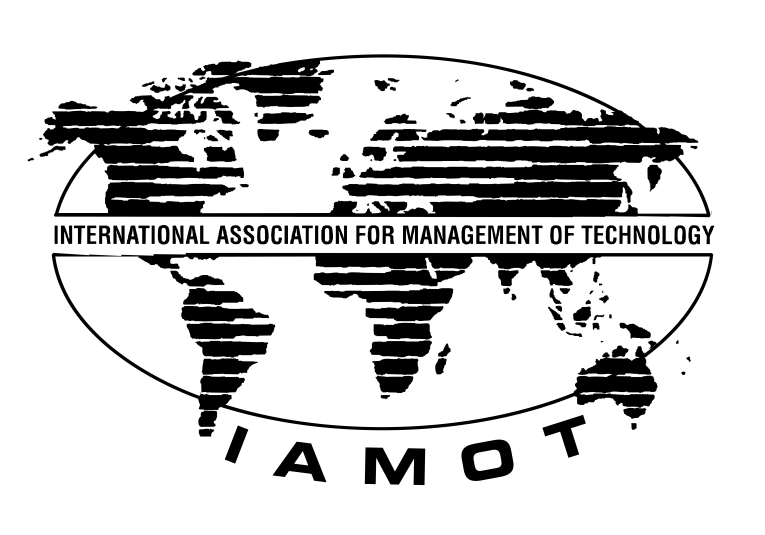 INTERNATIONAL ASSOCIATION FOR MANAGEMENT OF TECHNOLOGY
IAMOT